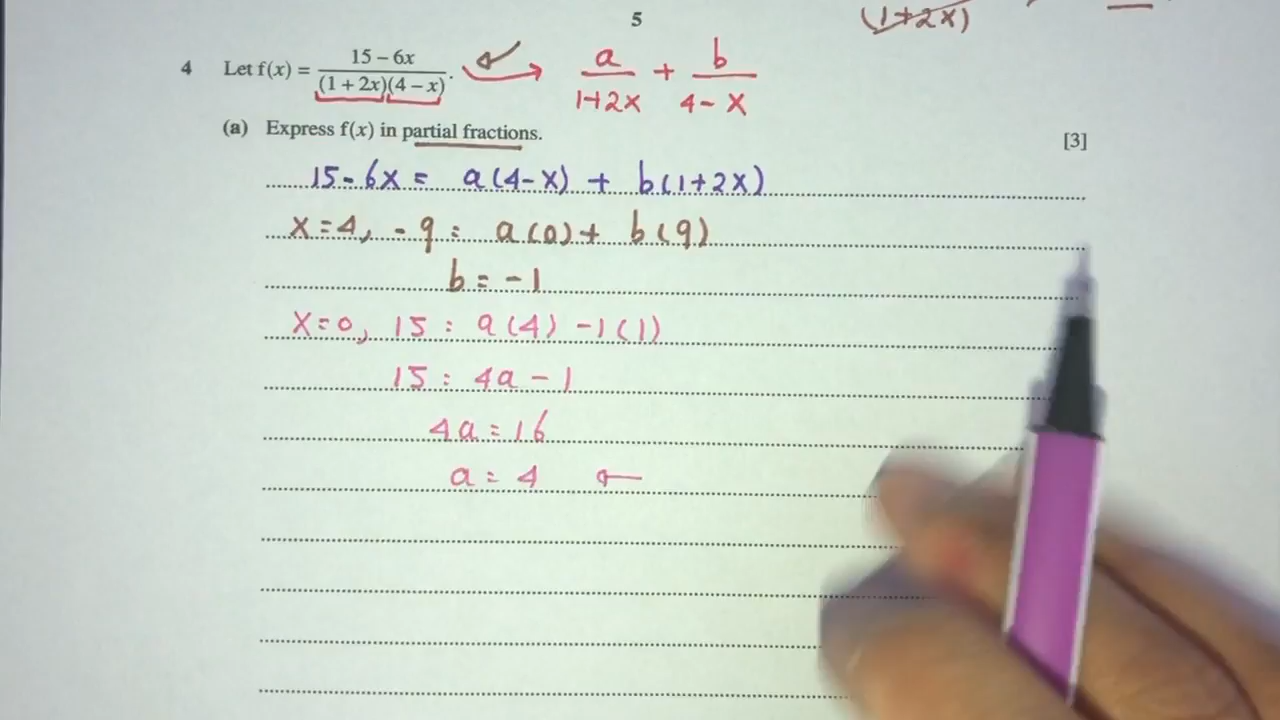 5
(1+2x)
4 Let f(x) = (15 – 6x)/((1 + 2x)(4 – x)). → a/(1+2x) + b/(4-x)
(a) Express f(x) in partial fractions. [3]
15-6x = a(4-x) + b(1+2x)
x=4, -9 = a(0)+ b(9)
b = -1
x=0, 15 = a(4) -1(1)
15 = 4a - 1
4a = 16
a = 4 ←